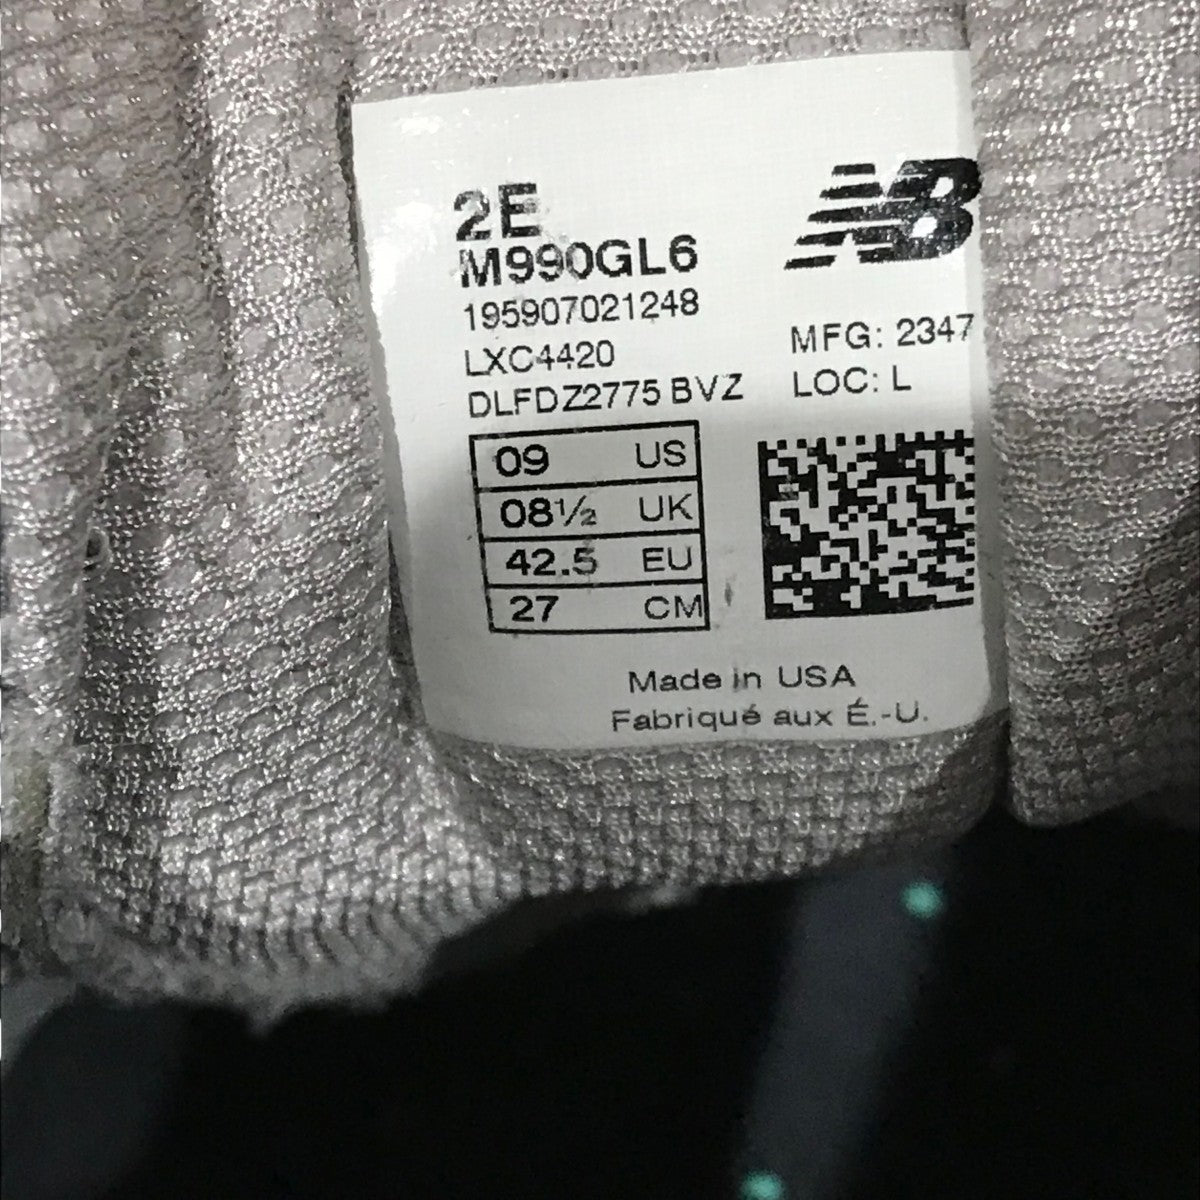 2E
M990GL6
195907021248
LXC4420
DLFDZ2775 BVZ
NB
MFG: 2347
LOC: L
09 US
08½ UK
42.5 EU
27 CM
Made in USA
Fabriqué aux É.-U.